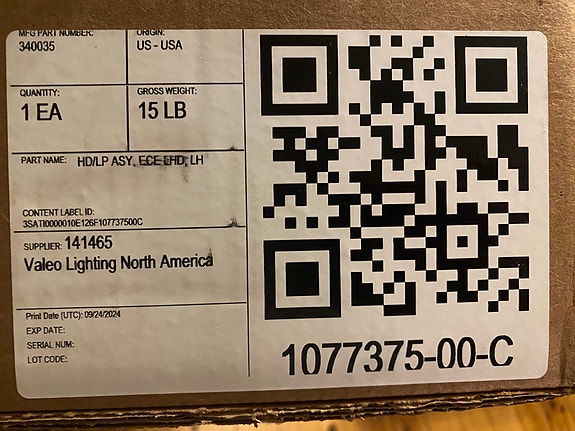 MFG PART NUMBER:
340035
ORIGIN:
US - USA
QUANTITY:
1 EA
GROSS WEIGHT:
15 LB
PART NAME: HD/LP ASY, ECE LHD, LH
CONTENT LABEL ID:
3SATI0000010E126F107737500C
SUPPLIER: 141465
Valeo Lighting North America
Print Date (UTC): 09/24/2024
EXP DATE:
SERIAL NUM:
LOT CODE:
1077375-00-C